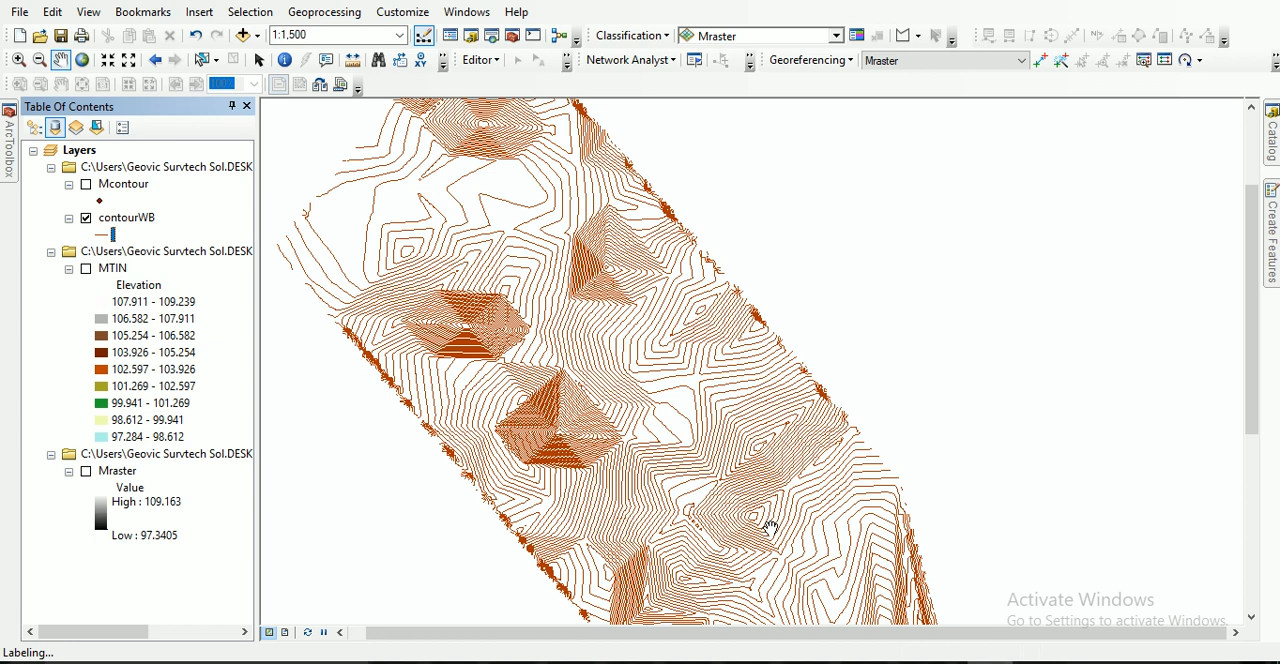 File Edit View Bookmarks Insert Selection Geoprocessing Customize Windows Help
1:1,500 Classification Mraster
Editor Network Analyst Georeferencing Mraster
100%
Table Of Contents
ArcToolbox
Layers
C:\Users\Geovic Survtech Sol.DESK
Mcontour
contourWB
C:\Users\Geovic Survtech Sol.DESK
MTIN
Elevation
107.911 - 109.239
106.582 - 107.911
105.254 - 106.582
103.926 - 105.254
102.597 - 103.926
101.269 - 102.597
99.941 - 101.269
98.612 - 99.941
97.284 - 98.612
C:\Users\Geovic Survtech Sol.DESK
Mraster
Value
High : 109.163
Low : 97.3405
Catalog
Create Features
Activate Windows
Go to Settings to activate Windows.
Labeling...